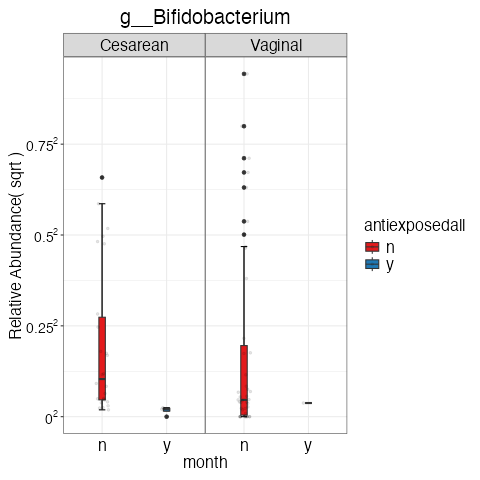 g__Bifidobacterium
Cesarean
Vaginal
Relative Abundance( sqrt )
0.75²
0.5²
0.25²
0²
n
y
n
y
month
antiexposedall
n
y